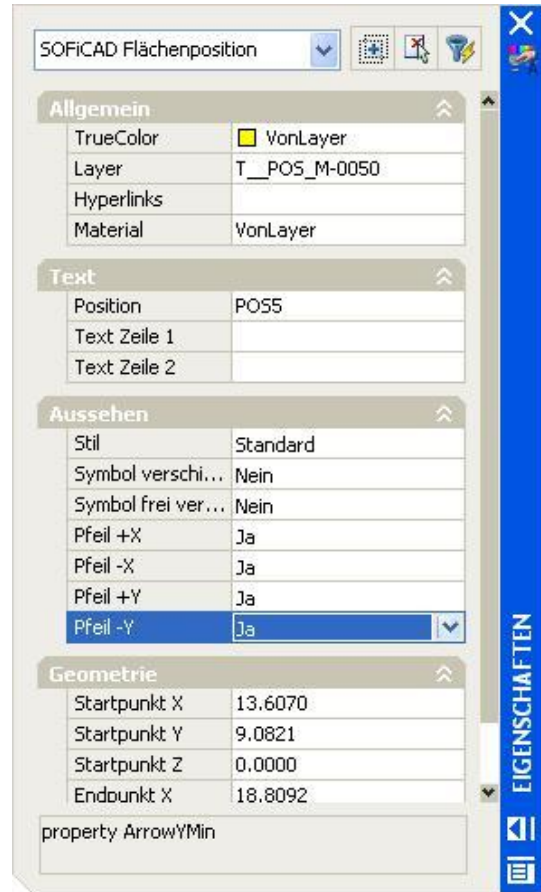 SOFiCAD Flächenposition
Allgemein
TrueColor VonLayer
Layer T__POS_M-0050
Hyperlinks
Material VonLayer
Text
Position POS5
Text Zeile 1
Text Zeile 2
Aussehen
Stil Standard
Symbol verschi... Nein
Symbol frei ver... Nein
Pfeil +X Ja
Pfeil -X Ja
Pfeil +Y Ja
Pfeil -Y Ja
Geometrie
Startpunkt X 13.6070
Startpunkt Y 9.0821
Startpunkt Z 0.0000
Endpunkt X 18.8092
property ArrowYMin
EIGENSCHAFTEN